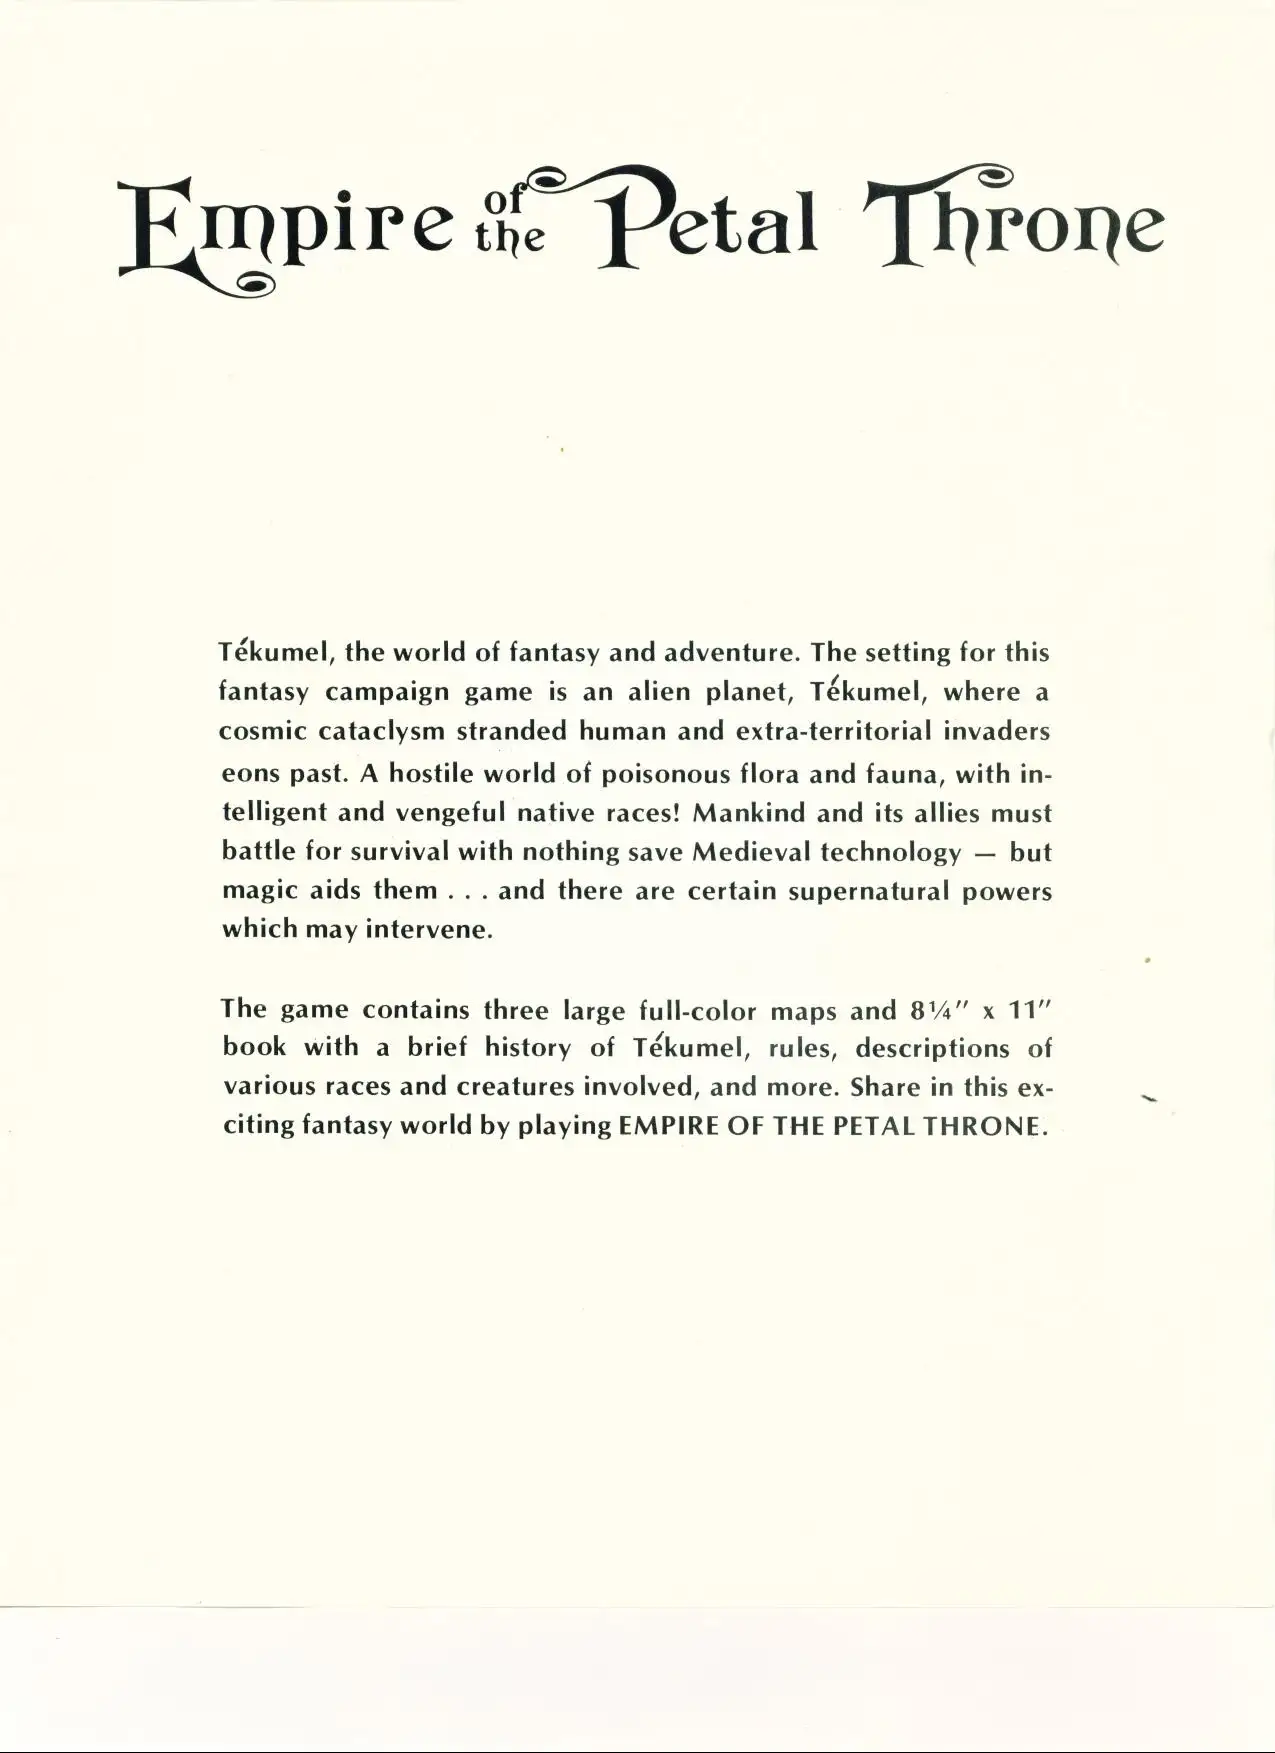 Empire of the Petal Throne
Tékumel, the world of fantasy and adventure. The setting for this
fantasy campaign game is an alien planet, Tékumel, where a
cosmic cataclysm stranded human and extra-territorial invaders
eons past. A hostile world of poisonous flora and fauna, with in-
telligent and vengeful native races! Mankind and its allies must
battle for survival with nothing save Medieval technology — but
magic aids them . . . and there are certain supernatural powers
which may intervene.
The game contains three large full-color maps and 8¼" x 11"
book with a brief history of Tékumel, rules, descriptions of
various races and creatures involved, and more. Share in this ex-
citing fantasy world by playing EMPIRE OF THE PETAL THRONE.